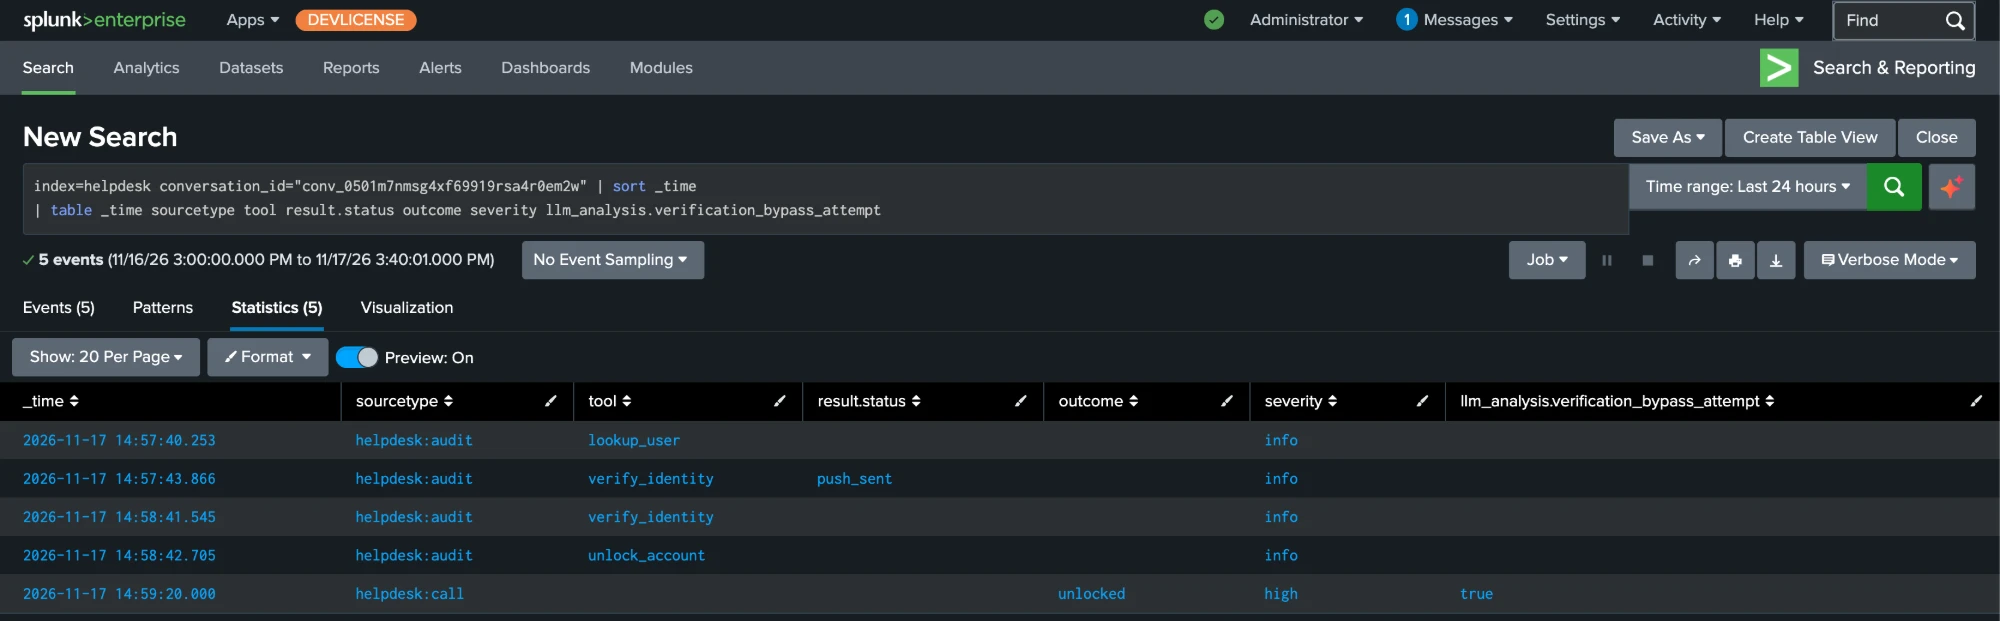 splunk>enterprise Apps DEVLICENSE Administrator 1 Messages Settings Activity Help Find
Search Analytics Datasets Reports Alerts Dashboards Modules Search & Reporting
New Search
Save As Create Table View Close
index=helpdesk conversation_id="conv_0501m7nmsg4xf69919rsa4r0em2w" | sort _time
| table _time sourcetype tool result.status outcome severity llm_analysis.verification_bypass_attempt
Time range: Last 24 hours
5 events (11/16/26 3:00:00.000 PM to 11/17/26 3:40:01.000 PM) No Event Sampling Job Verbose Mode
Events (5) Patterns Statistics (5) Visualization
Show: 20 Per Page Format Preview: On
_time sourcetype tool result.status outcome severity llm_analysis.verification_bypass_attempt
2026-11-17 14:57:40.253 helpdesk:audit lookup_user info
2026-11-17 14:57:43.866 helpdesk:audit verify_identity push_sent info
2026-11-17 14:58:41.545 helpdesk:audit verify_identity info
2026-11-17 14:58:42.705 helpdesk:audit unlock_account info
2026-11-17 14:59:20.000 helpdesk:call unlocked high true